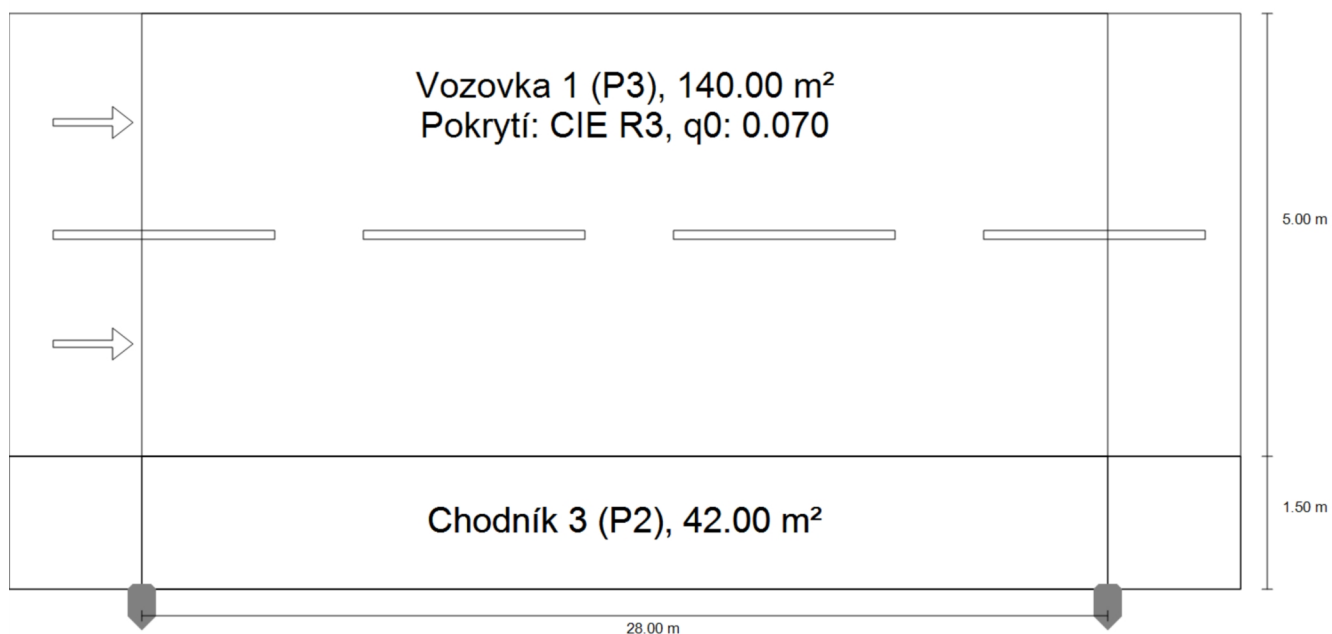 Vozovka 1 (P3), 140.00 m²
Pokrytí: CIE R3, q0: 0.070
5.00 m
Chodník 3 (P2), 42.00 m²
1.50 m
28.00 m